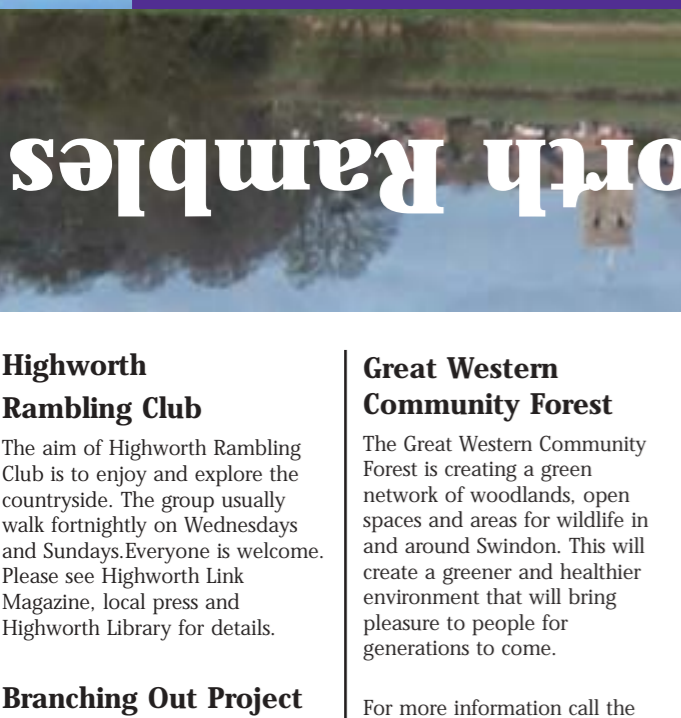 orth Rambles
Highworth
Rambling Club
The aim of Highworth Rambling
Club is to enjoy and explore the
countryside. The group usually
walk fortnightly on Wednesdays
and Sundays.Everyone is welcome.
Please see Highworth Link
Magazine, local press and
Highworth Library for details.
Branching Out Project
Great Western
Community Forest
The Great Western Community
Forest is creating a green
network of woodlands, open
spaces and areas for wildlife in
and around Swindon. This will
create a greener and healthier
environment that will bring
pleasure to people for
generations to come.
For more information call the